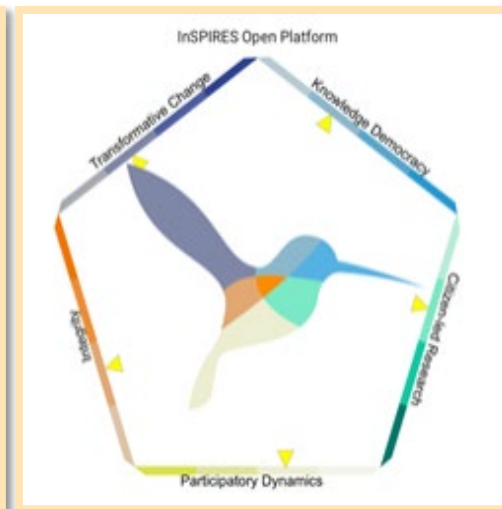 InSPIRES Open Platform
Transformative Change
Knowledge Democracy
Integrity
Citizen-led Research
Participatory Dynamics